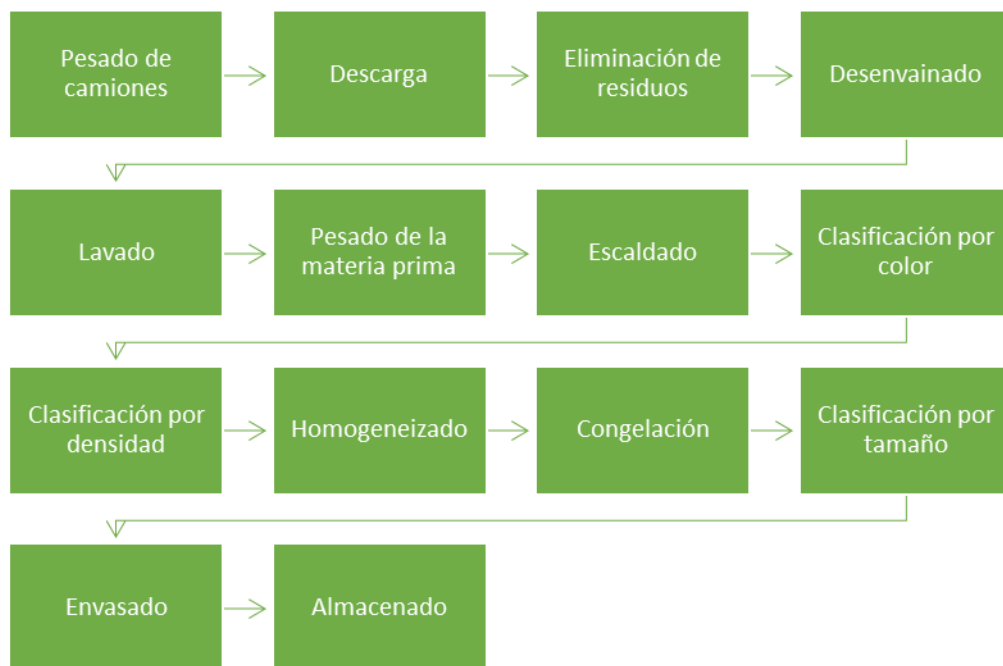 Pesado de
camiones
Descarga
Eliminación de
residuos
Desenvainado
Lavado
Pesado de la
materia prima
Escaldado
Clasificación por
color
Clasificación por
densidad
Homogeneizado
Congelación
Clasificación por
tamaño
Envasado
Almacenado